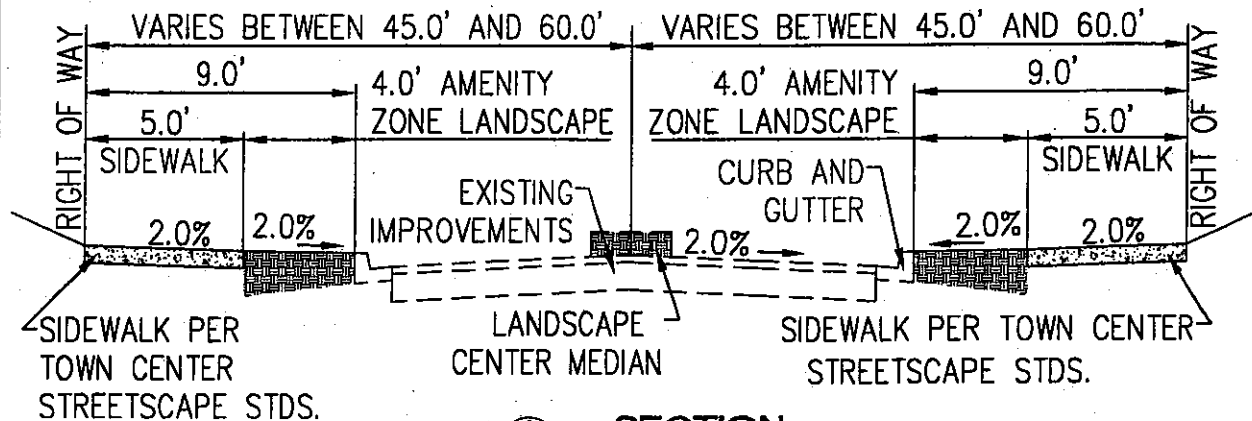 VARIES BETWEEN 45.0' AND 60.0'
VARIES BETWEEN 45.0' AND 60.0'
RIGHT OF WAY
9.0'
4.0' AMENITY
ZONE LANDSCAPE
4.0' AMENITY
ZONE LANDSCAPE
9.0'
RIGHT OF WAY
5.0'
SIDEWALK
5.0'
SIDEWALK
EXISTING
IMPROVEMENTS
CURB AND
GUTTER
2.0%
2.0%
2.0%
2.0%
2.0%
SIDEWALK PER
TOWN CENTER
STREETSCAPE STDS.
LANDSCAPE
CENTER MEDIAN
SIDEWALK PER TOWN CENTER
STREETSCAPE STDS.
SECTION